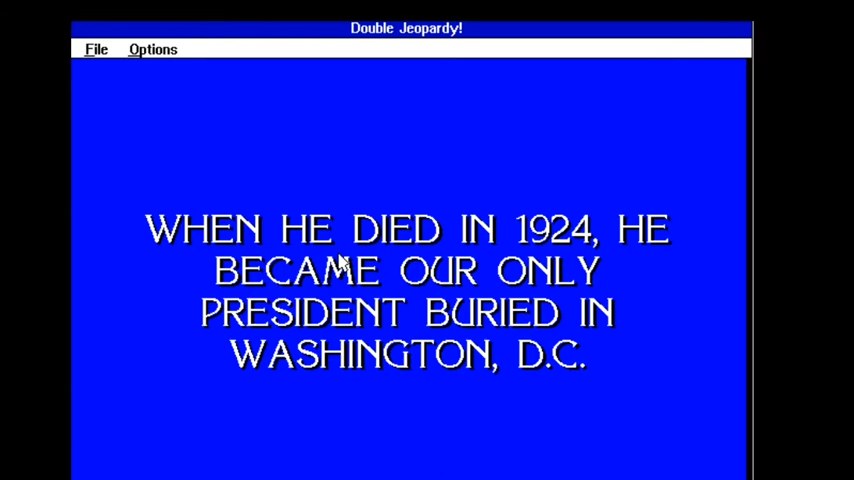 Double Jeopardy!
File Options
WHEN HE DIED IN 1924, HE
BECAME OUR ONLY
PRESIDENT BURIED IN
WASHINGTON, D.C.